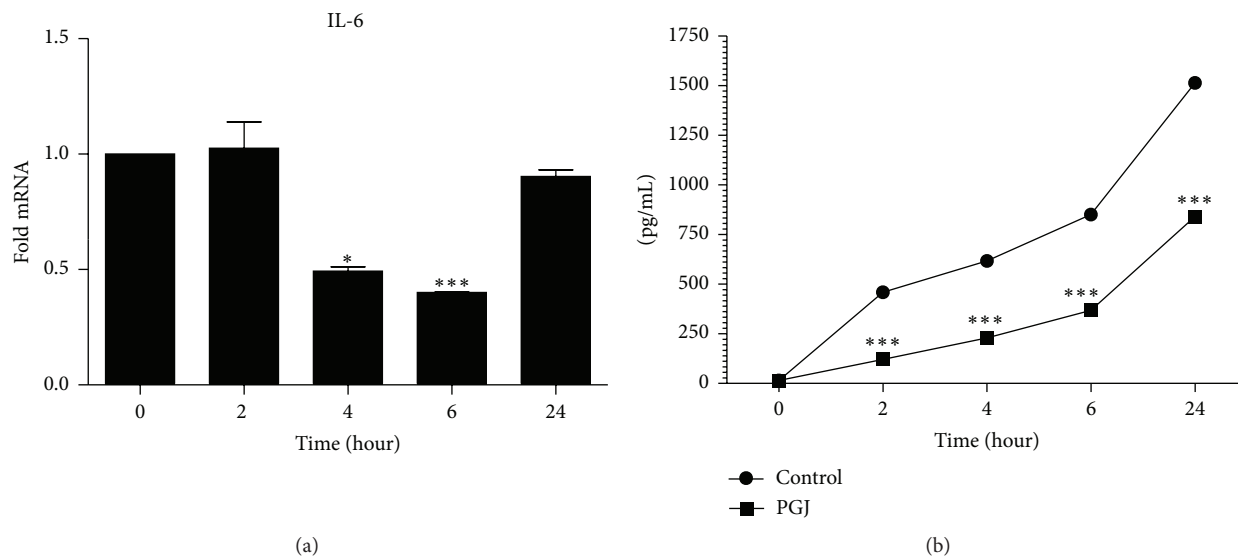 IL-6
Fold mRNA
1.5
1.0
0.5
0.0
*
***
0 2 4 6 24
Time (hour)
(a)
(pg/mL)
1750
1500
1250
1000
750
500
250
0
***
***
***
***
0 2 4 6 24
Time (hour)
Control
PGJ
(b)